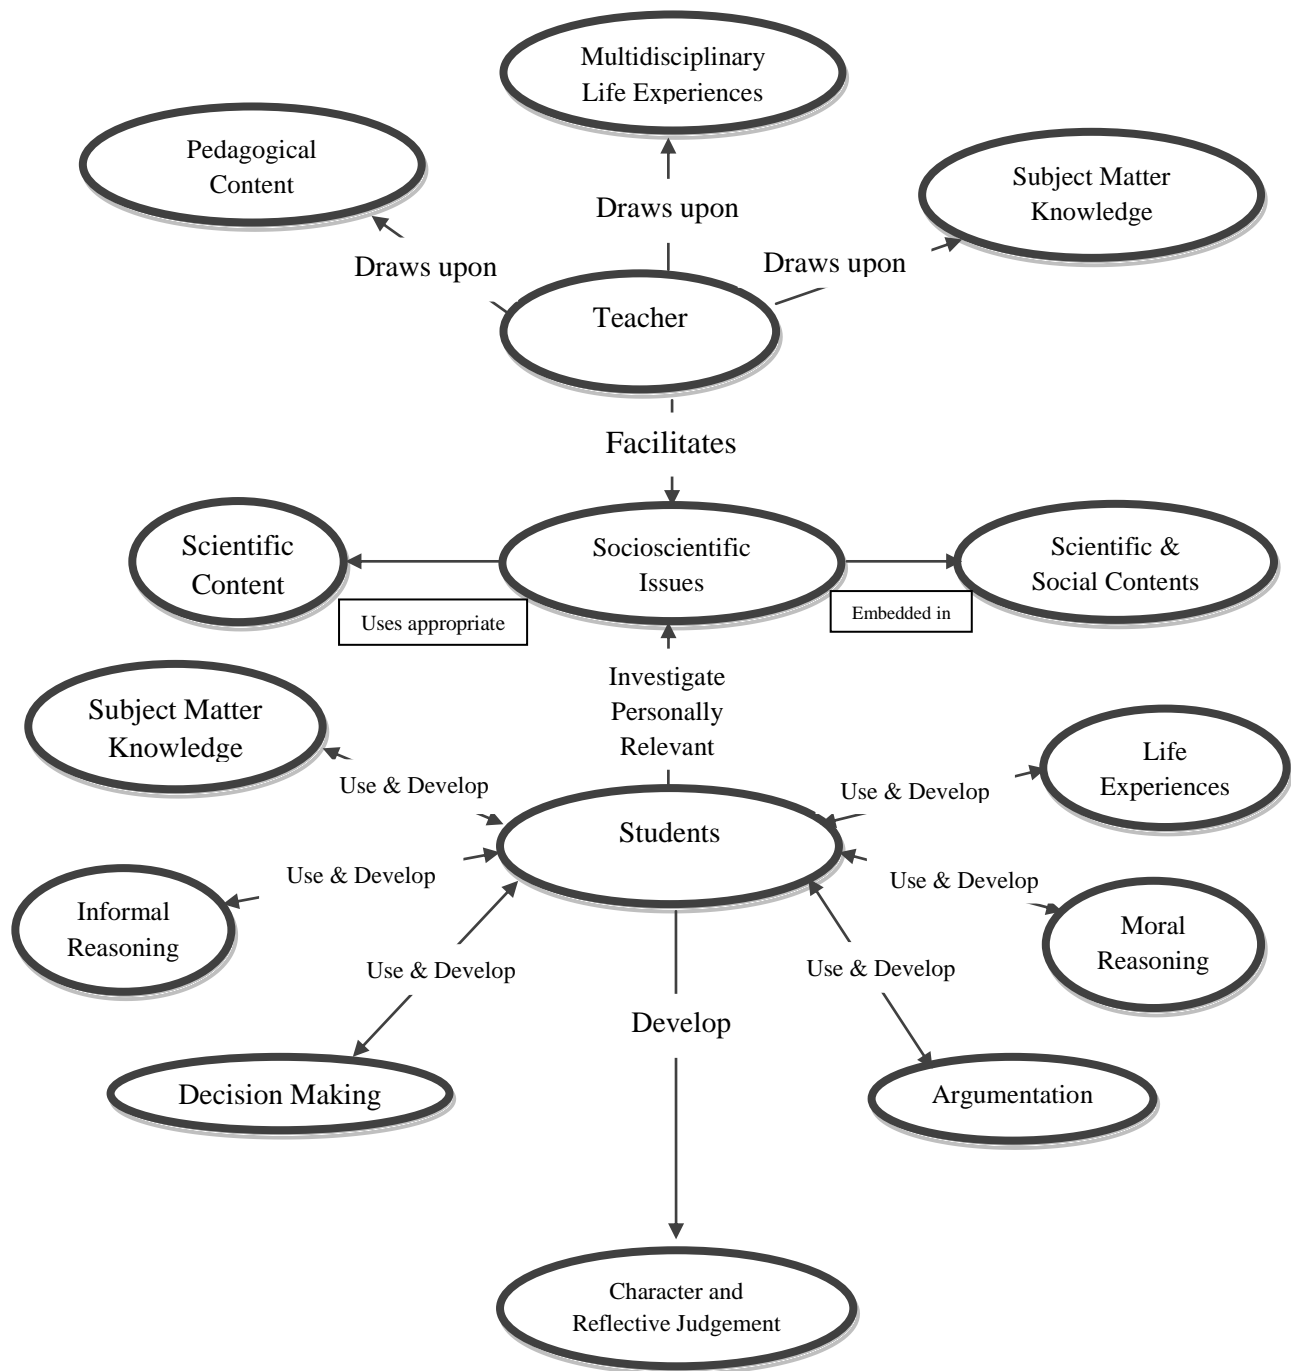 Multidisciplinary
Life Experiences
Pedagogical
Content
Subject Matter
Knowledge
Draws upon
Draws upon
Draws upon
Teacher
Facilitates
Scientific
Content
Socioscientific
Issues
Scientific &
Social Contents
Uses appropriate
Embedded in
Investigate
Personally
Relevant
Subject Matter
Knowledge
Life
Experiences
Use & Develop
Use & Develop
Students
Use & Develop
Use & Develop
Informal
Reasoning
Moral
Reasoning
Use & Develop
Use & Develop
Develop
Decision Making
Argumentation
Character and
Reflective Judgement